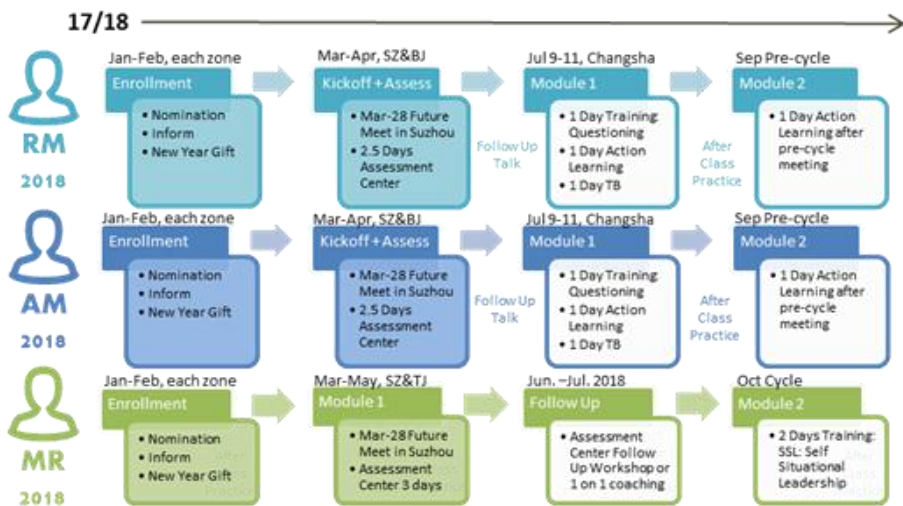 17/18
RM
2018
Jan-Feb, each zone
Enrollment
• Nomination
• Inform
• New Year Gift
Mar-Apr, SZ&BJ
Kickoff + Assess
• Mar-28 Future
Meet in Suzhou
• 2.5 Days
Assessment
Center
Follow Up
Talk
Jul 9-11, Changsha
Module 1
• 1 Day Training:
Questioning
• 1 Day Action
Learning
• 1 Day TB
After
Class
Practice
Sep Pre-cycle
Module 2
• 1 Day Action
Learning after
pre-cycle
meeting
AM
2018
Jan-Feb, each zone
Enrollment
• Nomination
• Inform
• New Year Gift
Mar-Apr, SZ&BJ
Kickoff + Assess
• Mar-28 Future
Meet in Suzhou
• 2.5 Days
Assessment
Center
Follow Up
Talk
Jul 9-11, Changsha
Module 1
• 1 Day Training:
Questioning
• 1 Day Action
Learning
• 1 Day TB
After
Class
Practice
Sep Pre-cycle
Module 2
• 1 Day Action
Learning after
pre-cycle
meeting
MR
2018
Jan-Feb, each zone
Enrollment
• Nomination
• Inform
• New Year Gift
Mar-May, SZ&TJ
Module 1
• Mar-28 Future
Meet in Suzhou
• Assessment
Center 3 days
Jun. –Jul. 2018
Follow Up
• Assessment
Center Follow
Up Workshop or
1 on 1 coaching
Oct Cycle
Module 2
• 2 Days Training:
SSL: Self
Situational
Leadership